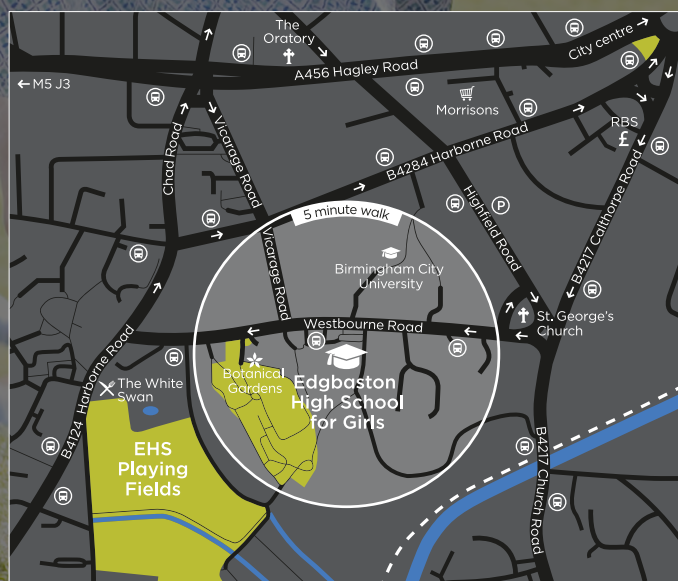 The
Oratory
City centre
M5 J3
A456 Hagley Road
Morrisons
RBS
£
Chad Road
Vicarage Road
B4284 Harborne Road
Highfield Road
P
B4217 Calthorpe Road
5 minute walk
Vicarage Road
Birmingham City
University
St. George's
Church
Westbourne Road
B4124 Harborne Road
The White
Swan
Botanical
Gardens
Edgbaston
High School
for Girls
EHS
Playing
Fields
B4217 Church Road